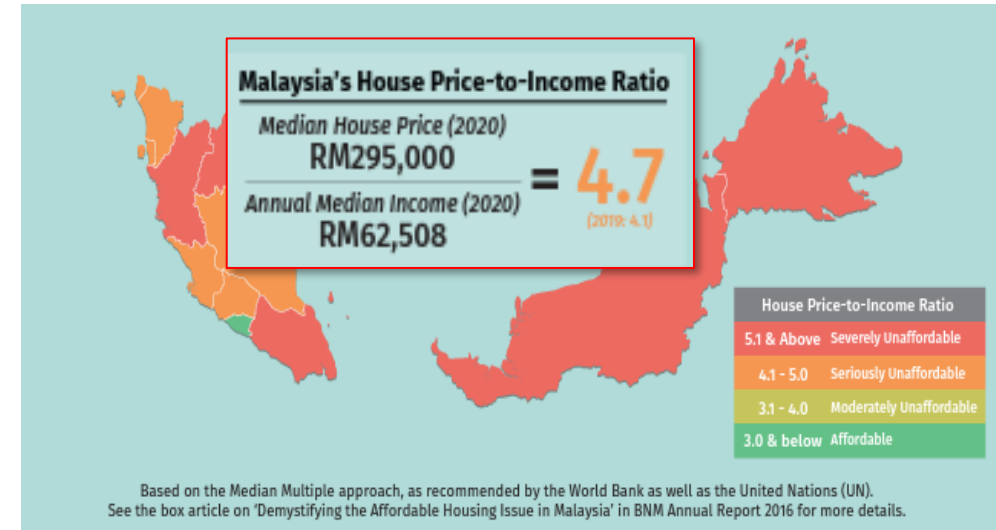 Malaysia's House Price-to-Income Ratio
Median House Price (2020)
RM295,000
Annual Median Income (2020)
RM62,508
= 4.7
(2019: 4.1)
House Price-to-Income Ratio
5.1 & Above Severely Unaffordable
4.1 - 5.0 Seriously Unaffordable
3.1 - 4.0 Moderately Unaffordable
3.0 & below Affordable
Based on the Median Multiple approach, as recommended by the World Bank as well as the United Nations (UN).
See the box article on 'Demystifying the Affordable Housing Issue in Malaysia' in BNM Annual Report 2016 for more details.